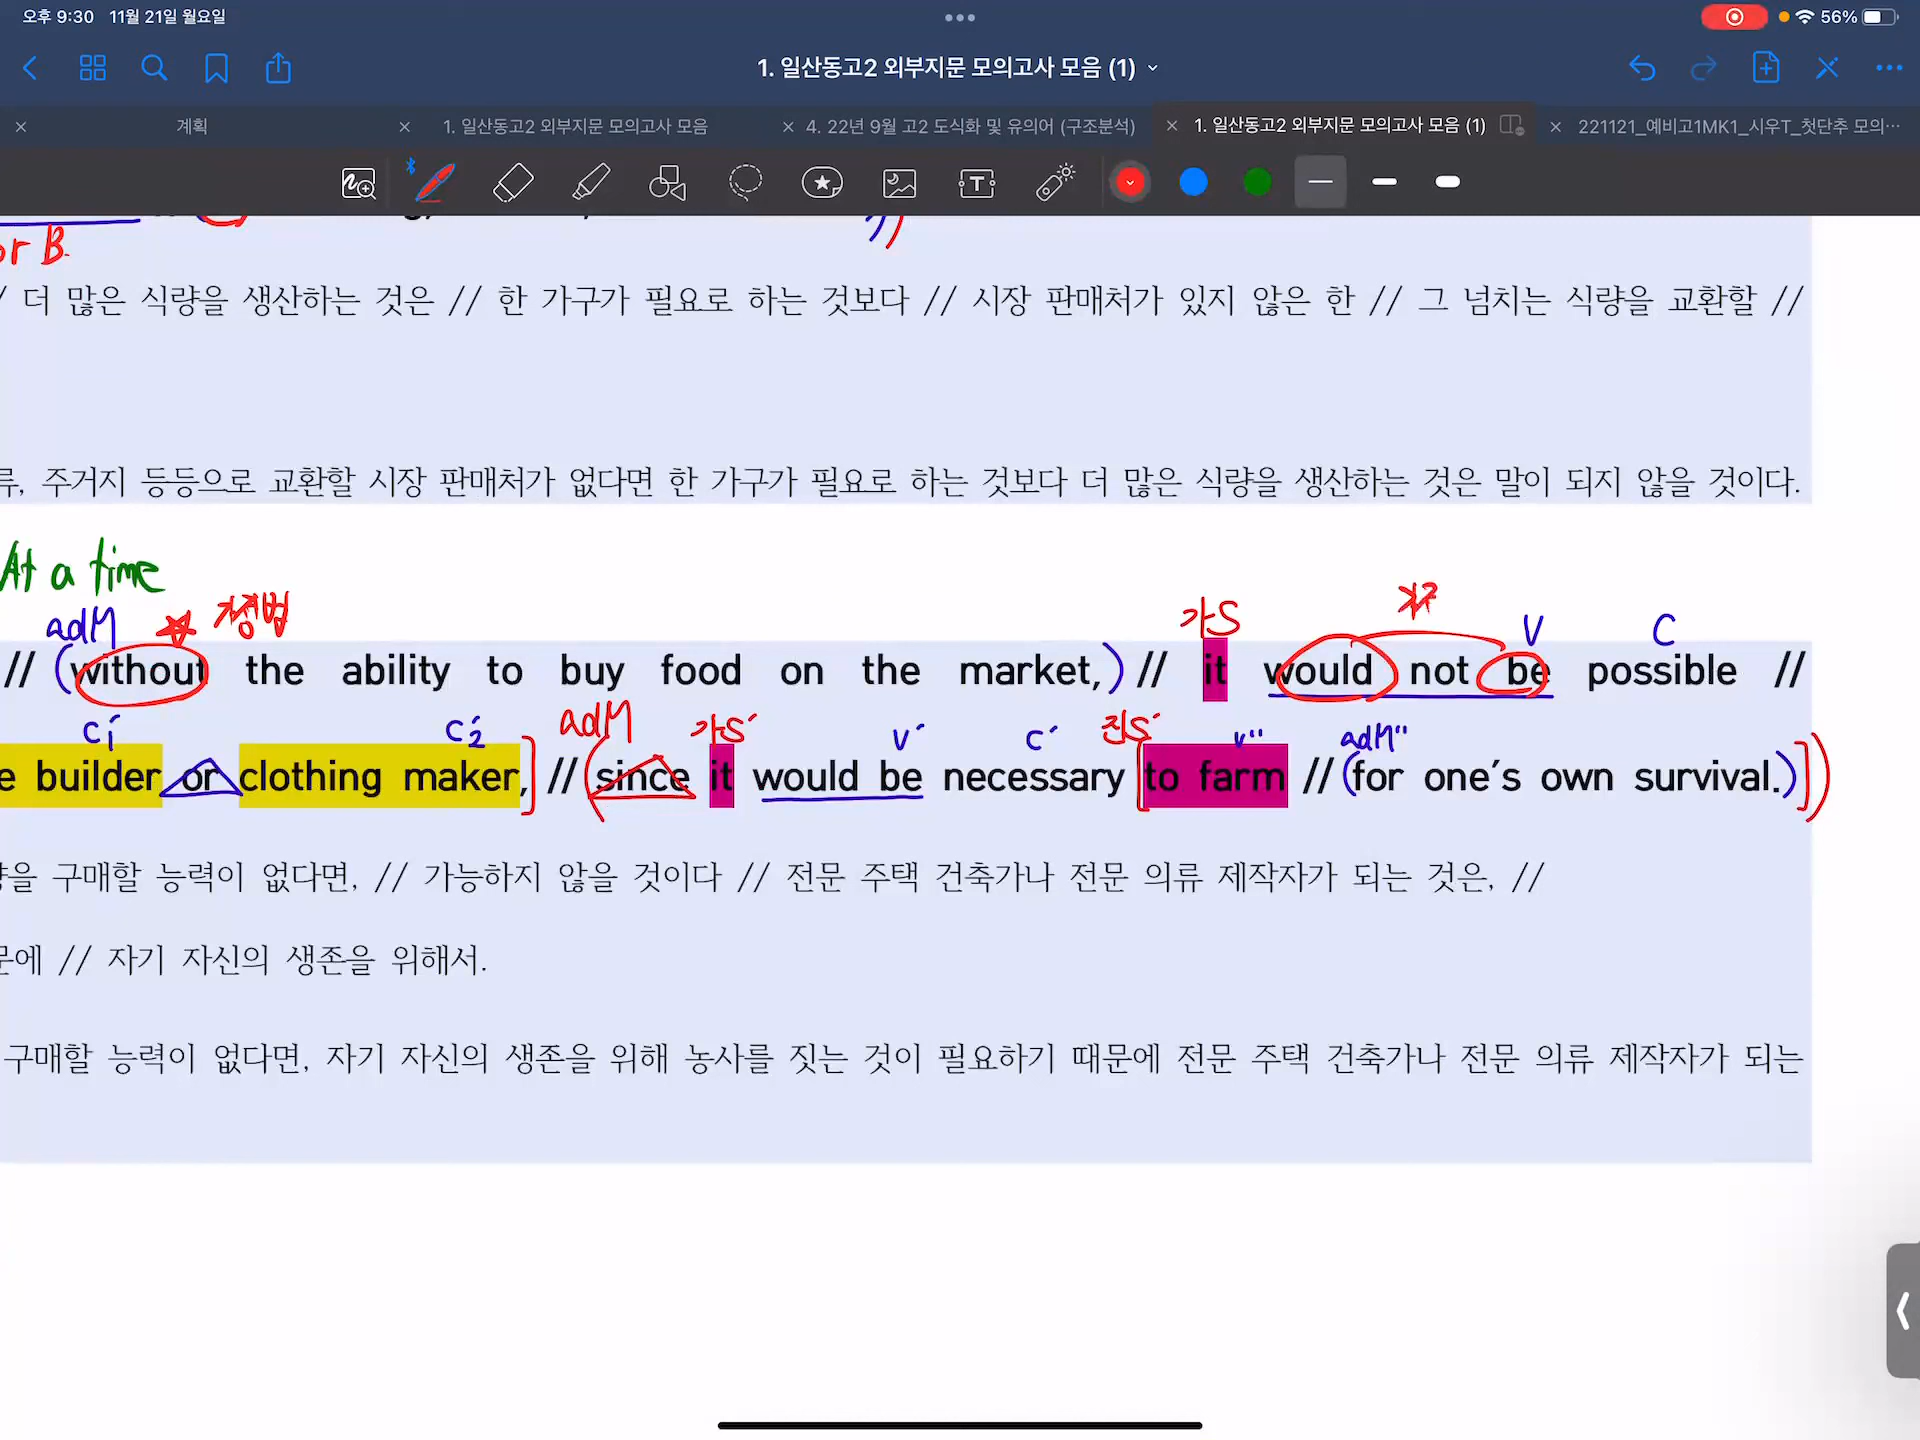 오후 9:30 11월 21일 월요일 56%
1. 일산동고2 외부지문 모의고사 모음 (1)
계획 1. 일산동고2 외부지문 모의고사 모음 4. 22년 9월 고2 도식화 및 유의어 (구조분석) 1. 일산동고2 외부지문 모의고사 모음 (1) 221121_예비고1MK1_시우T_첫단추 모의…
or B.
// 더 많은 식량을 생산하는 것은 // 한 가구가 필요로 하는 것보다 // 시장 판매처가 있지 않은 한 // 그 넘치는 식량을 교환할 //
루, 주거지 등등으로 교환할 시장 판매처가 없다면 한 가구가 필요로 하는 것보다 더 많은 식량을 생산하는 것은 말이 되지 않을 것이다.
At a time
adM 가정법 가S V C
// (without the ability to buy food on the market,) // it would not be possible //
C1' C2' adM 가S' V' C' 진S' V'' adM''
e builder or clothing maker,] // (since it would be necessary [to farm // (for one's own survival.)])
량을 구매할 능력이 없다면, // 가능하지 않을 것이다 // 전문 주택 건축가나 전문 의류 제작자가 되는 것은, //
문에 // 자기 자신의 생존을 위해서.
구매할 능력이 없다면, 자기 자신의 생존을 위해 농사를 짓는 것이 필요하기 때문에 전문 주택 건축가나 전문 의류 제작자가 되는